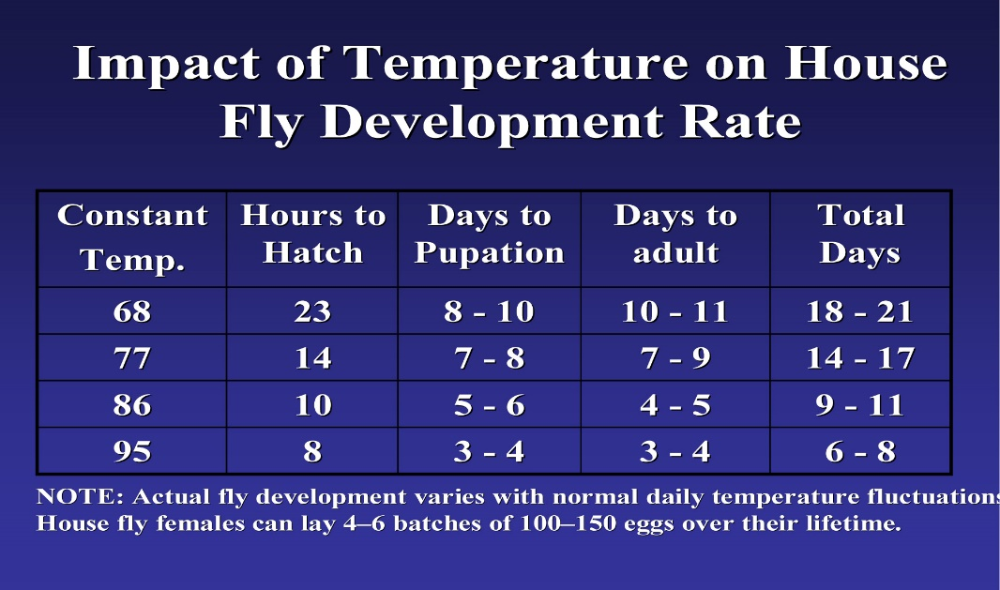 Impact of Temperature on House
Fly Development Rate
Constant Temp. Hours to Hatch Days to Pupation Days to adult Total Days
68 23 8 - 10 10 - 11 18 - 21
77 14 7 - 8 7 - 9 14 - 17
86 10 5 - 6 4 - 5 9 - 11
95 8 3 - 4 3 - 4 6 - 8
NOTE: Actual fly development varies with normal daily temperature fluctuations
House fly females can lay 4–6 batches of 100–150 eggs over their lifetime.